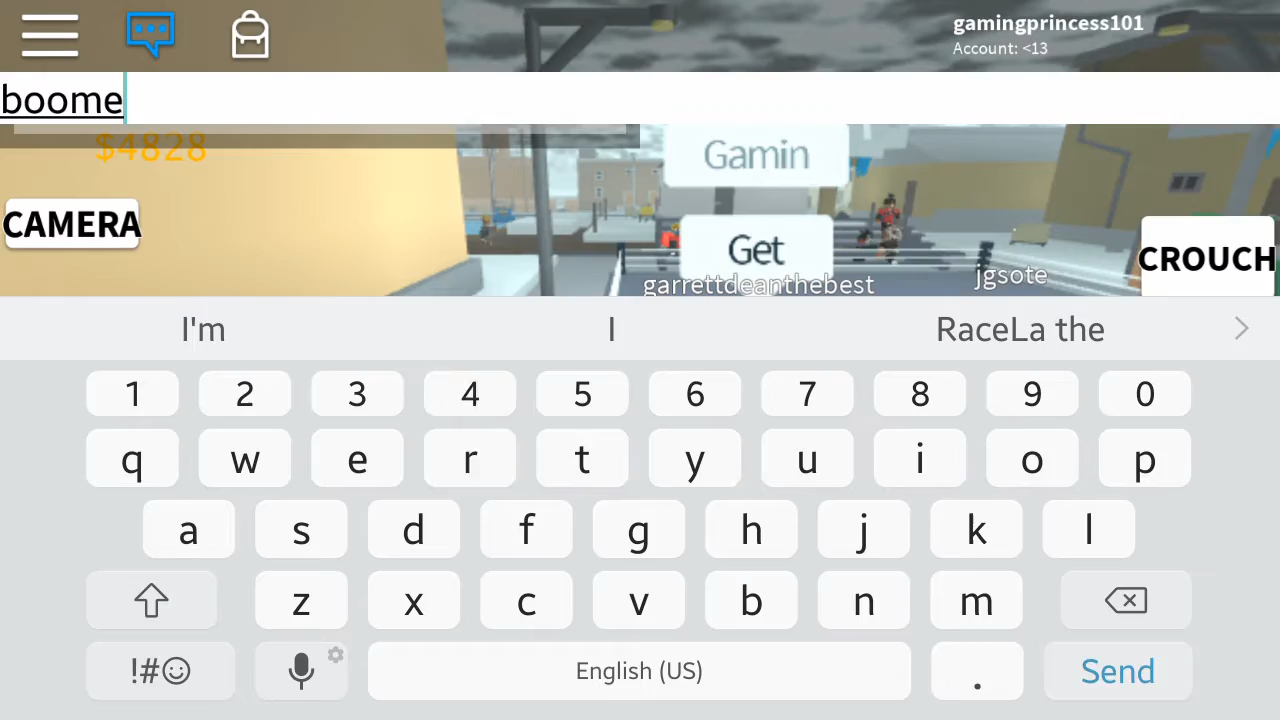 gamingprincess101
Account: <13
boome
$4828
Gamin
CAMERA
Get
CROUCH
garrettdeanthebest
jgsote
I'm
I
RaceLa the
1 2 3 4 5 6 7 8 9 0
q w e r t y u i o p
a s d f g h j k l
z x c v b n m
!#☺
English (US)
.
Send